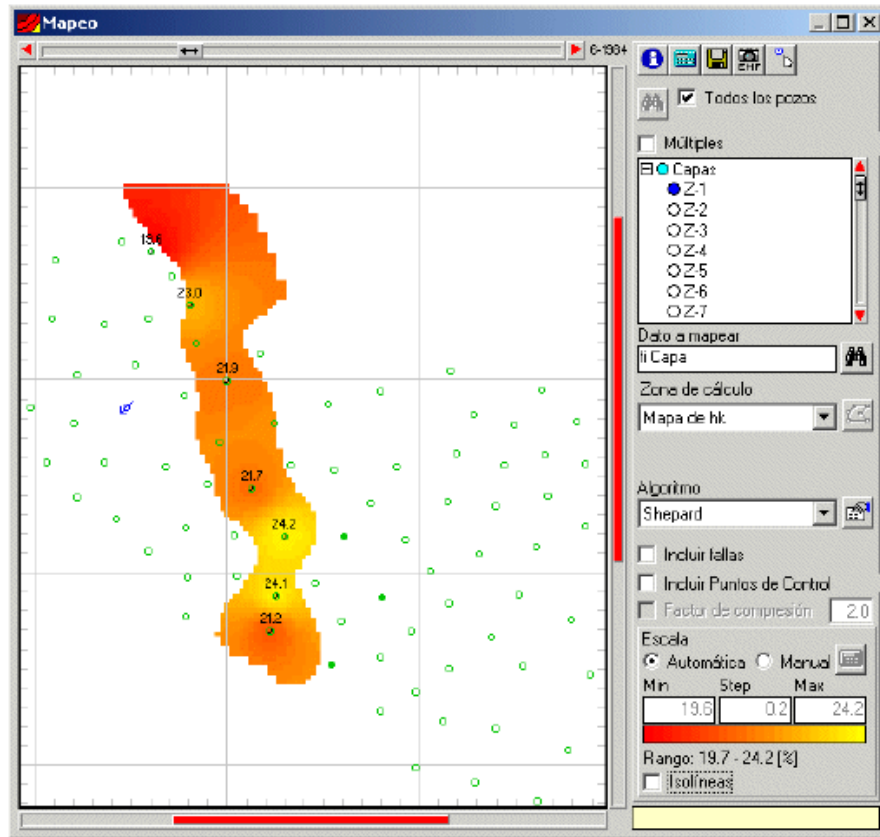 Mapeo
6-1984
EMF
Todos los pozos
Múltiples
Capas
Z-1
Z-2
Z-3
Z-4
Z-5
Z-6
Z-7
Dato a mapear
fi Capa
Zona de cálculo
Mapa de hk
Algoritmo
Shepard
Incluir fallas
Incluir Puntos de Control
Factor de compresión 2.0
Escala
Automática Manual
Min Step Max
19.6 0.2 24.2
Rango: 19.7 - 24.2 [%]
Isolíneas
19.6
23.0
21.9
21.7
24.2
24.1
21.2